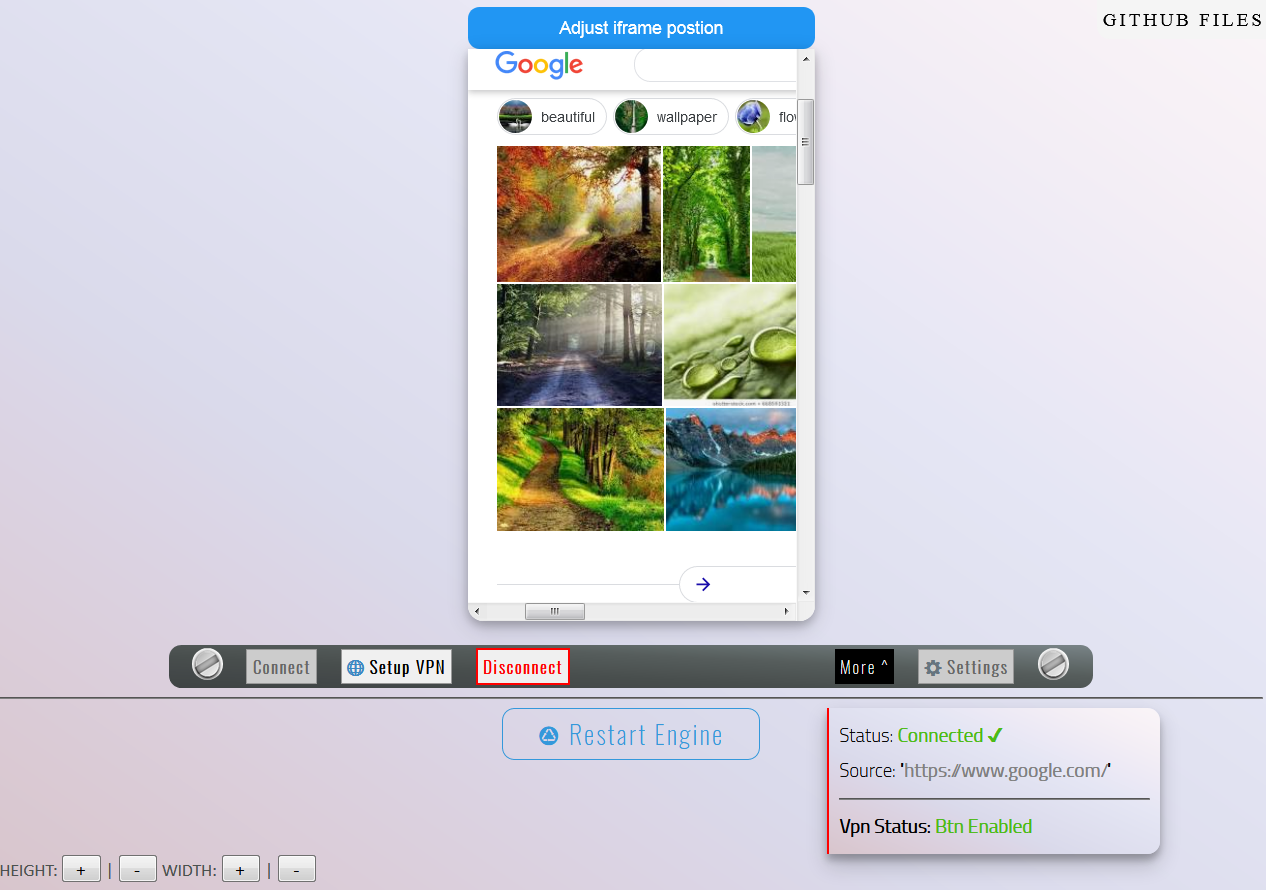 Adjust iframe postion
GITHUB FILES
Google
beautiful
wallpaper
flow
Connect
Setup VPN
Disconnect
More ^
Settings
Restart Engine
Status: Connected ✔
Source: 'https://www.google.com/'
Vpn Status: Btn Enabled
HEIGHT: + | - WIDTH: + | -